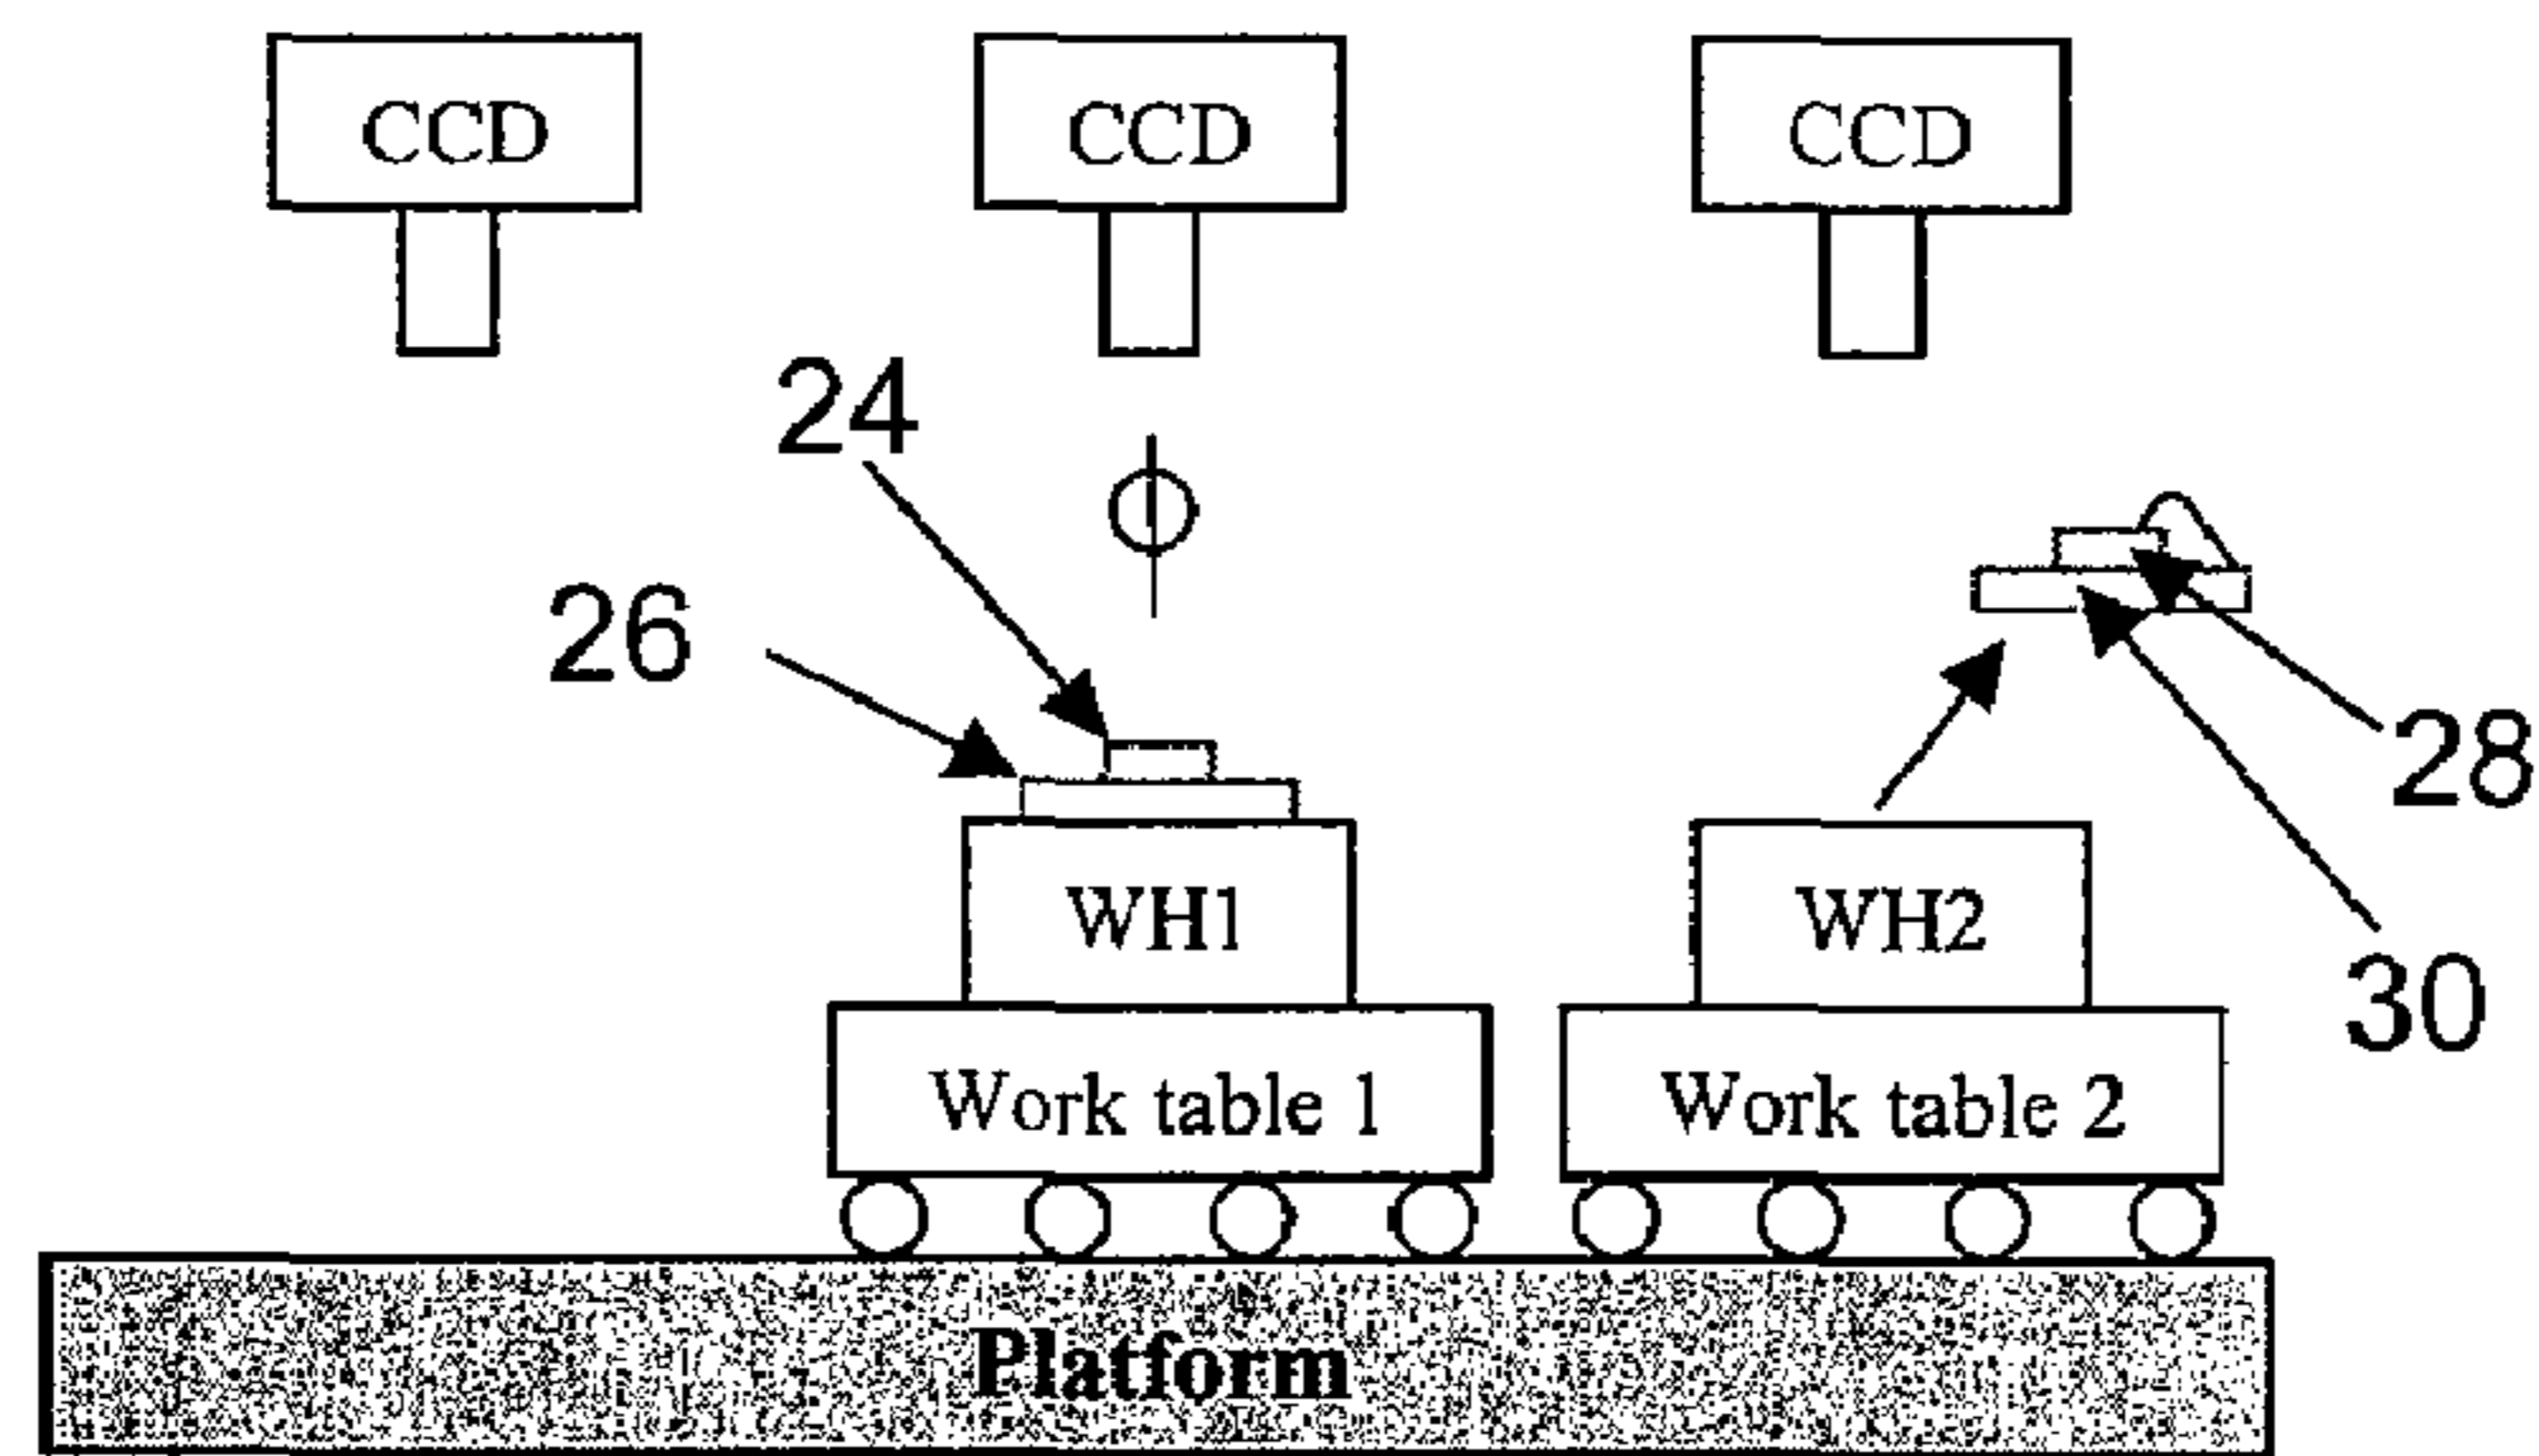 CCD CCD CCD
24
26
28
WH1 WH2
30
Work table 1 Work table 2
Platform